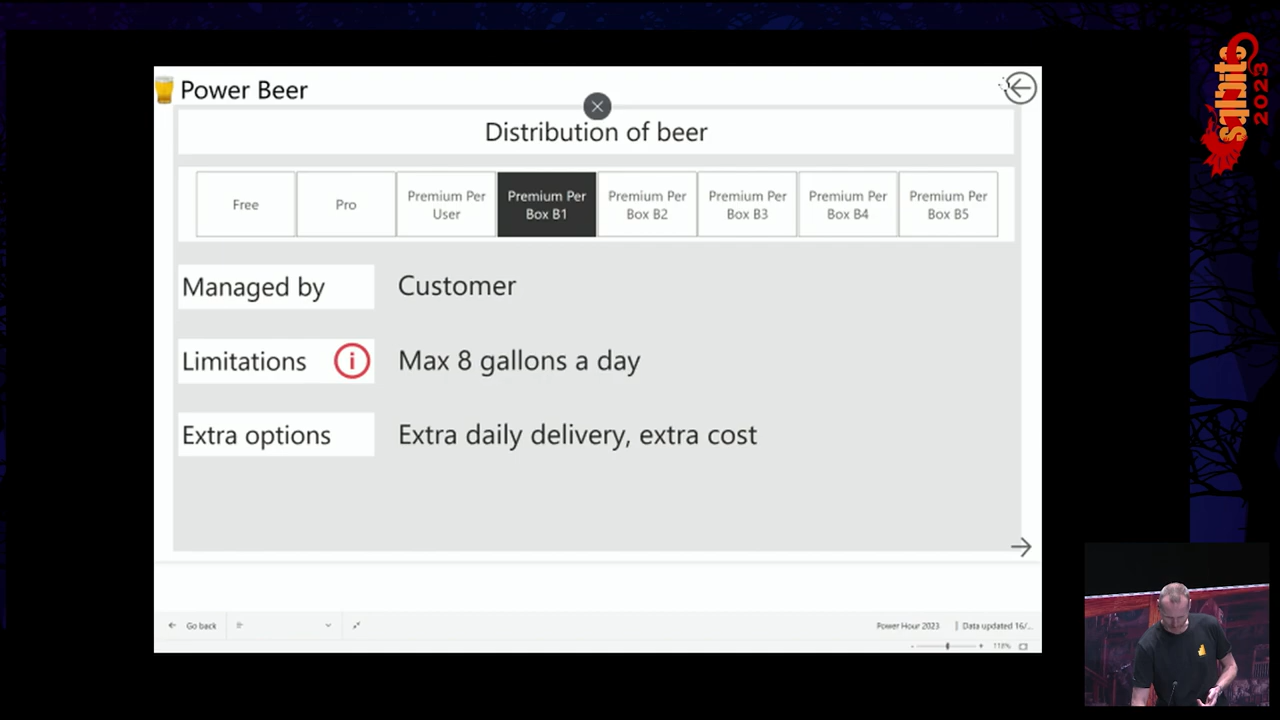 Power Beer
Distribution of beer
Free
Pro
Premium Per
User
Premium Per
Box B1
Premium Per
Box B2
Premium Per
Box B3
Premium Per
Box B4
Premium Per
Box B5
Managed by
Customer
Limitations
Max 8 gallons a day
Extra options
Extra daily delivery, extra cost
Go back
Power Hour 2023
Data updated 16/...
118%
sqlbits
2023